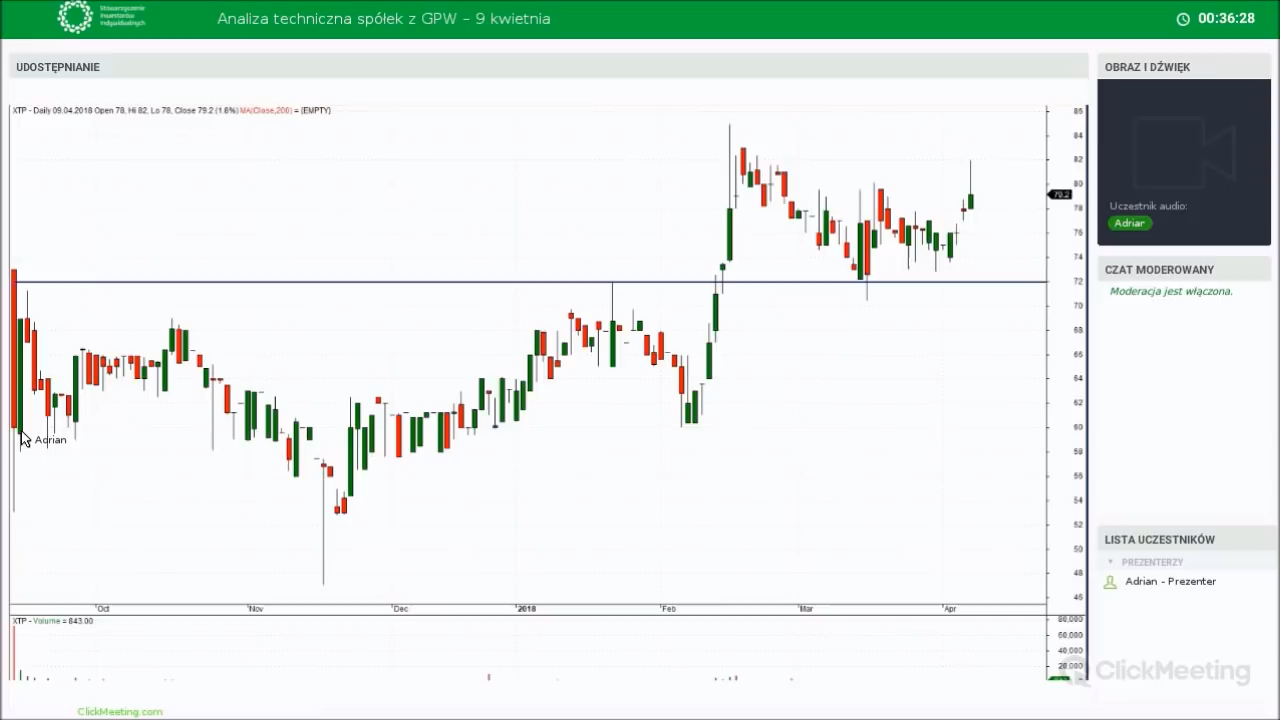 Stowarzyszenie
Inwestorów
Indywidualnych
Analiza techniczna spółek z GPW – 9 kwietnia
00:36:28
UDOSTĘPNIANIE
XTP - Daily 09.04.2018 Open 78, Hi 82, Lo 78, Close 79.2 (1.8%) MA(Close,200) = {EMPTY}
86
84
82
80
79.2
78
76
74
72
70
68
66
64
62
60
58
56
54
52
50
48
46
Adrian
Oct Nov Dec 2018 Feb Mar Apr
XTP - Volume = 843.00
80,000
60,000
40,000
20,000
OBRAZ I DŹWIĘK
Uczestnik audio:
Adrian
CZAT MODEROWANY
Moderacja jest włączona.
LISTA UCZESTNIKÓW
PREZENTERZY
Adrian - Prezenter
ClickMeeting
ClickMeeting.com